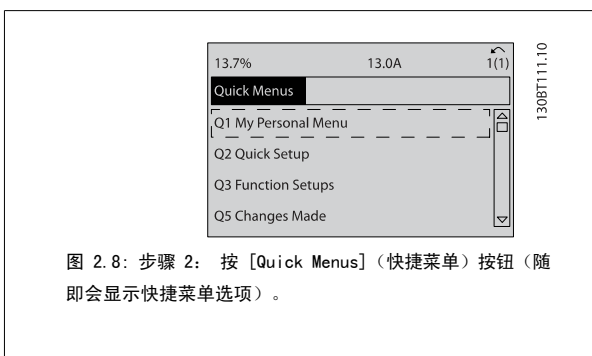 13.7% 13.0A 1(1)
Quick Menus
Q1 My Personal Menu
Q2 Quick Setup
Q3 Function Setups
Q5 Changes Made
130BT111.10
图 2.8: 步骤 2: 按 [Quick Menus]（快捷菜单）按钮（随
即会显示快捷菜单选项）。